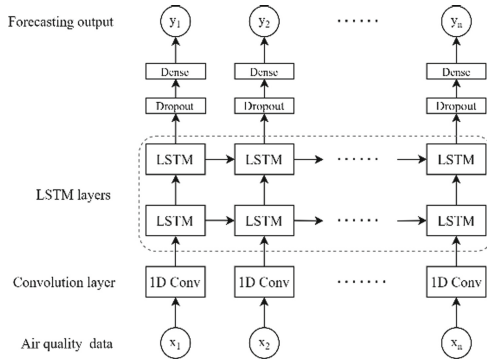 Forecasting output y1 y2 ······ yn
Dense Dense Dense
Dropout Dropout Dropout
LSTM LSTM ······ LSTM
LSTM layers
LSTM LSTM ······ LSTM
Convolution layer 1D Conv 1D Conv ······· 1D Conv
Air quality data x1 x2 xn